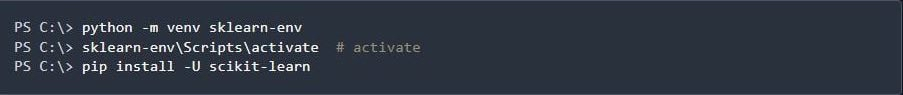 PS C:\> python -m venv sklearn-env
PS C:\> sklearn-env\Scripts\activate  # activate
PS C:\> pip install -U scikit-learn